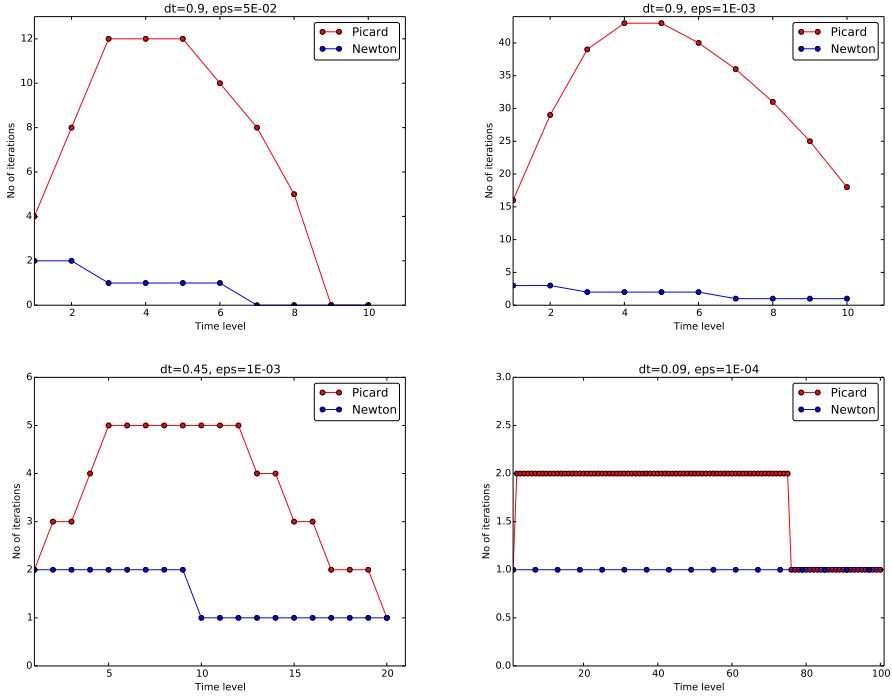 dt=0.9, eps=5E-02
12
10
8
6
4
2
0
No of iterations
2
4
6
8
10
Time level
Picard
Newton
dt=0.9, eps=1E-03
40
35
30
25
20
15
10
5
0
No of iterations
2
4
6
8
10
Time level
Picard
Newton
dt=0.45, eps=1E-03
6
5
4
3
2
1
0
No of iterations
5
10
15
20
Time level
Picard
Newton
dt=0.09, eps=1E-04
3.0
2.5
2.0
1.5
1.0
0.5
0.0
No of iterations
20
40
60
80
100
Time level
Picard
Newton